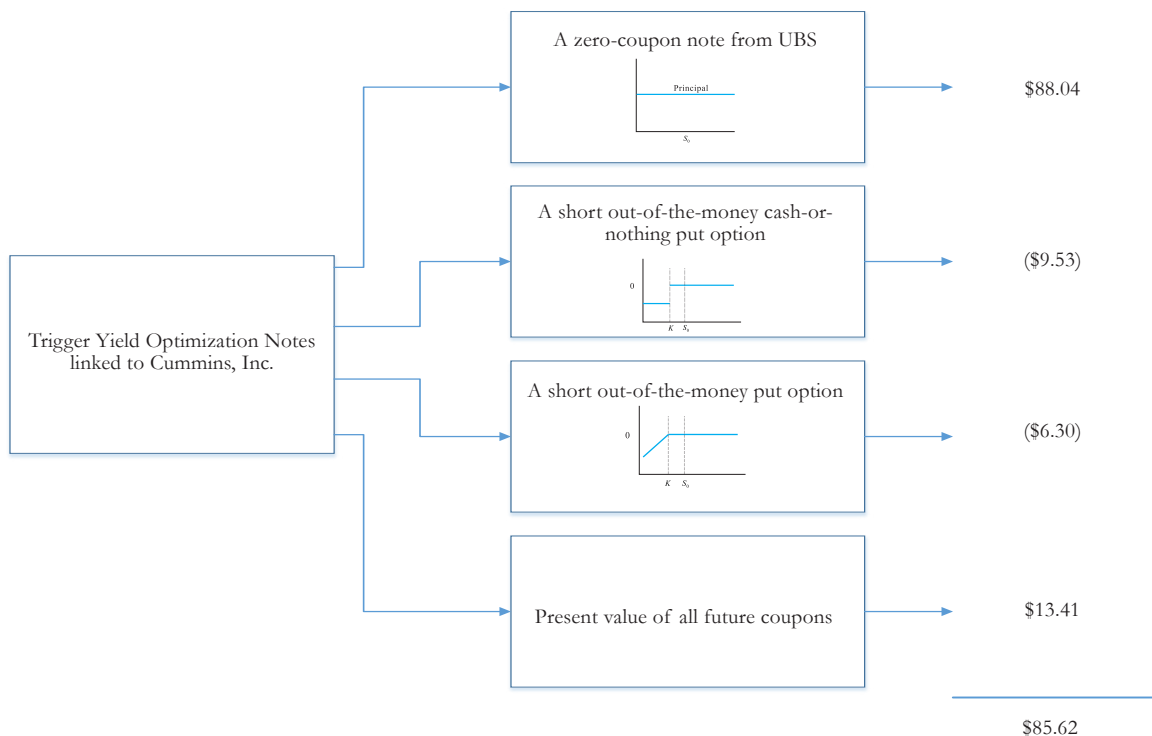 A zero-coupon note from UBS
Principal
S₀
$88.04
A short out-of-the-money cash-or-
nothing put option
0
K S₀
($9.53)
Trigger Yield Optimization Notes
linked to Cummins, Inc.
A short out-of-the-money put option
0
K S₀
($6.30)
Present value of all future coupons
$13.41
$85.62